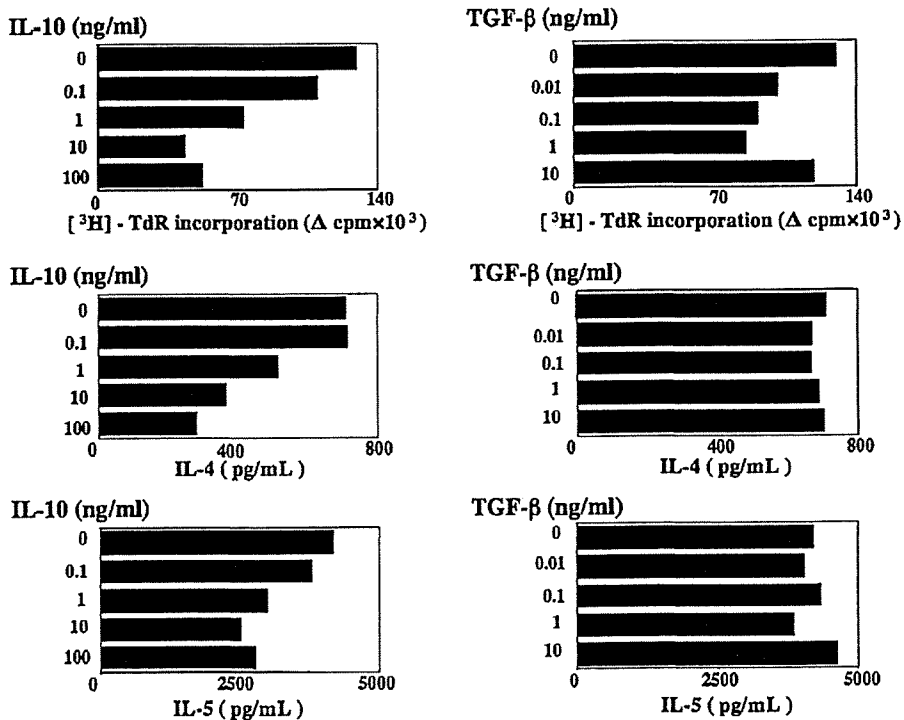 IL-10 (ng/ml)
0
0.1
1
10
100
0 70 140
[ ³H] - TdR incorporation (Δ cpm×10³)
TGF-β (ng/ml)
0
0.01
0.1
1
10
0 70 140
[ ³H] - TdR incorporation (Δ cpm×10³)
IL-10 (ng/ml)
0
0.1
1
10
100
0 400 800
IL-4 ( pg/mL )
TGF-β (ng/ml)
0
0.01
0.1
1
10
0 400 800
IL-4 ( pg/mL )
IL-10 (ng/ml)
0
0.1
1
10
100
0 2500 5000
IL-5 ( pg/mL )
TGF-β (ng/ml)
0
0.01
0.1
1
10
0 2500 5000
IL-5 ( pg/mL )